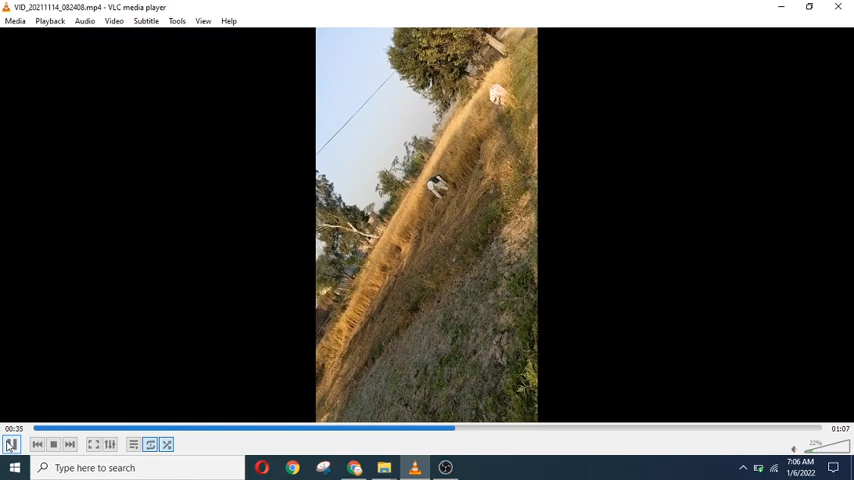 VID_20211114_082408.mp4 - VLC media player
Media Playback Audio Video Subtitle Tools View Help
00:35 01:07
22%
Type here to search
7:06 AM
1/6/2022